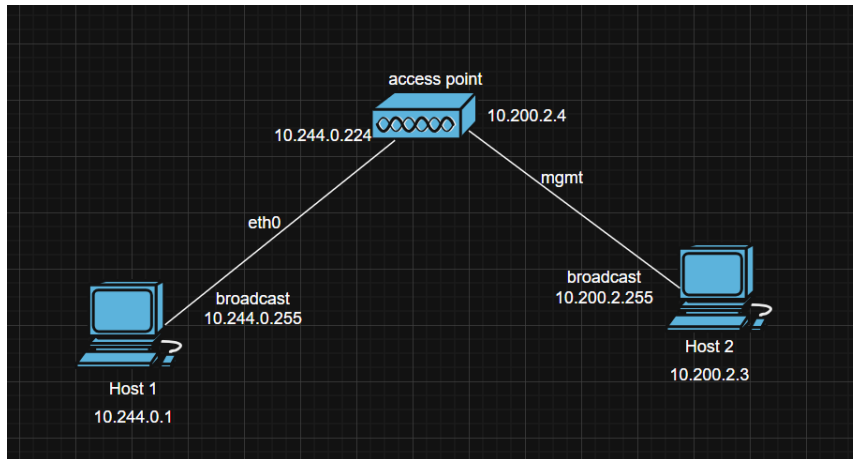 access point
10.200.2.4
10.244.0.224
mgmt
eth0
broadcast
10.200.2.255
broadcast
10.244.0.255
Host 2
10.200.2.3
Host 1
10.244.0.1